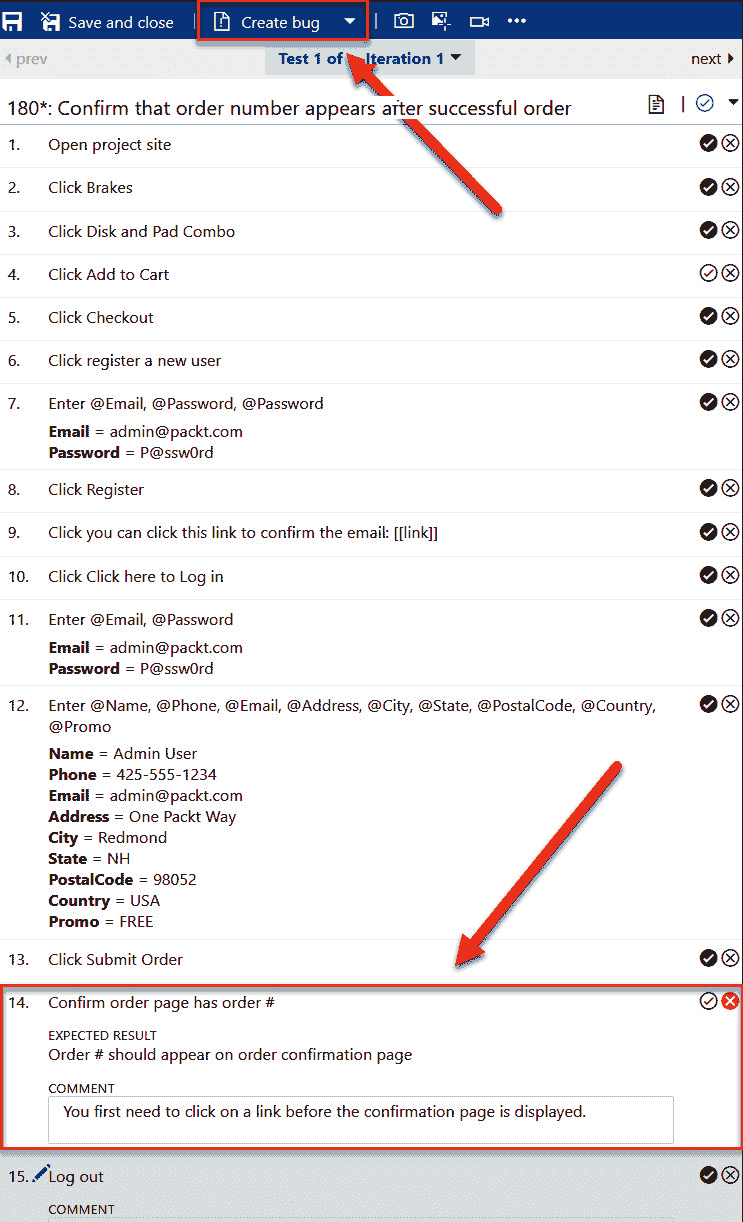 Save and close
Create bug
prev
Test 1 of
Iteration 1
next
180*: Confirm that order number appears after successful order
1. Open project site
2. Click Brakes
3. Click Disk and Pad Combo
4. Click Add to Cart
5. Click Checkout
6. Click register a new user
7. Enter @Email, @Password, @Password
Email = admin@packt.com
Password = P@ssw0rd
8. Click Register
9. Click you can click this link to confirm the email: [[link]]
10. Click Click here to Log in
11. Enter @Email, @Password
Email = admin@packt.com
Password = P@ssw0rd
12. Enter @Name, @Phone, @Email, @Address, @City, @State, @PostalCode, @Country,
@Promo
Name = Admin User
Phone = 425-555-1234
Email = admin@packt.com
Address = One Packt Way
City = Redmond
State = NH
PostalCode = 98052
Country = USA
Promo = FREE
13. Click Submit Order
14. Confirm order page has order #
EXPECTED RESULT
Order # should appear on order confirmation page
COMMENT
You first need to click on a link before the confirmation page is displayed.
15. Log out
COMMENT